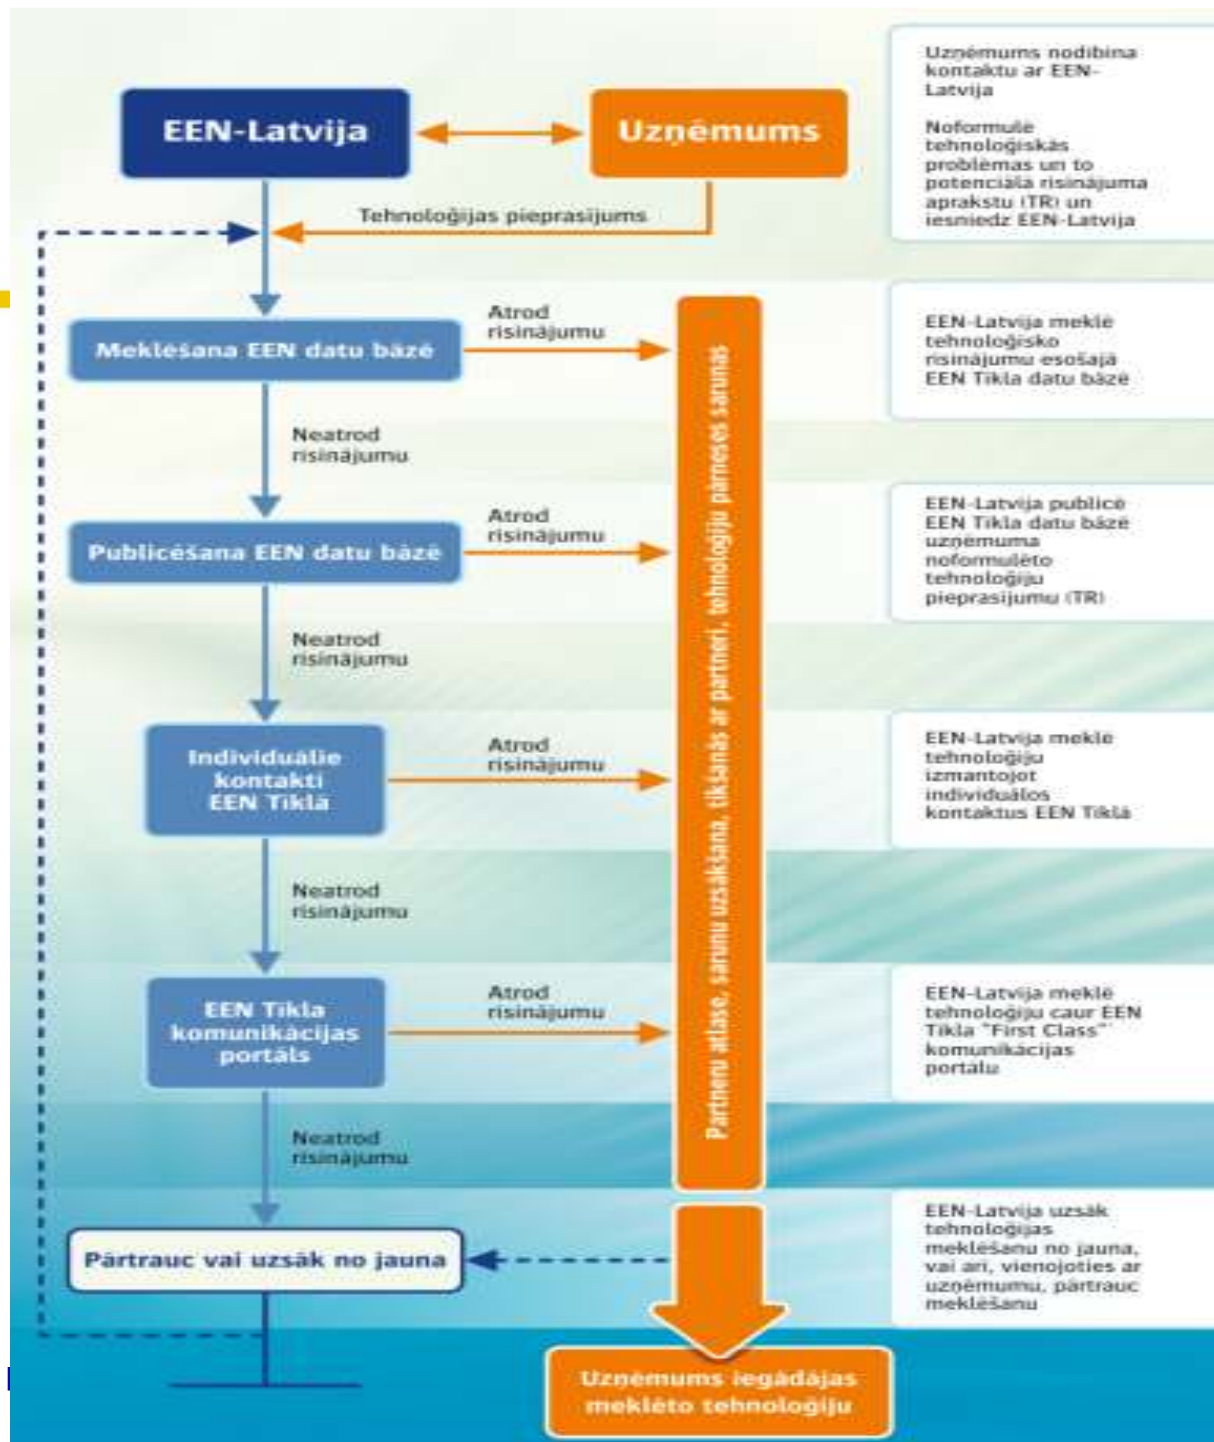 EEN-Latvija
Uzņēmums
Uzņēmums nodibina
kontaktu ar EEN-
Latvija
Noformulē
tehnoloģiskās
problēmas un to
potenciālā risinājuma
aprakstu (TR) un
iesniedz EEN-Latvija
Tehnoloģijas pieprasījums
Meklēšana EEN datu bāzē
Atrod
risinājumu
EEN-Latvija meklē
tehnoloģisko
risinājumu esošajā
EEN Tīkla datu bāzē
Neatrod
risinājumu
Publicēšana EEN datu bāzē
Atrod
risinājumu
EEN-Latvija publicē
EEN Tīkla datu bāzē
uzņēmuma
noformulēto
tehnoloģiju
pieprasījumu (TR)
Neatrod
risinājumu
Individuālie
kontakti
EEN Tīklā
Atrod
risinājumu
EEN-Latvija meklē
tehnoloģiju
izmantojot
individuālos
kontaktus EEN Tīklā
Neatrod
risinājumu
EEN Tīkla
komunikācijas
portāls
Atrod
risinājumu
EEN-Latvija meklē
tehnoloģiju caur EEN
Tīkla "First Class"
komunikācijas
portālu
Neatrod
risinājumu
Partneru atlase, sarunu uzsākšana, tikšanās ar partneri, tehnoloģiju pārneses sarunas
Pārtrauc vai uzsāk no jauna
EEN-Latvija uzsāk
tehnoloģijas
meklēšanu no jauna,
vai arī, vienojoties ar
uzņēmumu, pārtrauc
meklēšanu
Uzņēmums iegādājas
meklēto tehnoloģiju